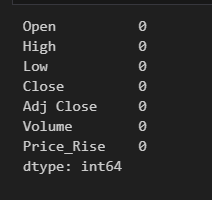 Open 0
High 0
Low 0
Close 0
Adj Close 0
Volume 0
Price_Rise 0
dtype: int64